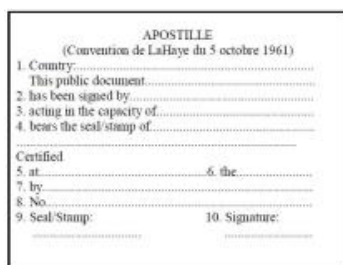 APOSTILLE
(Convention de LaHaye du 5 octobre 1961)
1. Country:
This public document
2. has been signed by
3. acting in the capacity of
4. bears the seal/stamp of
Certified
5. at 6. the
7. by
8. No
9. Seal/Stamp: 10. Signature: